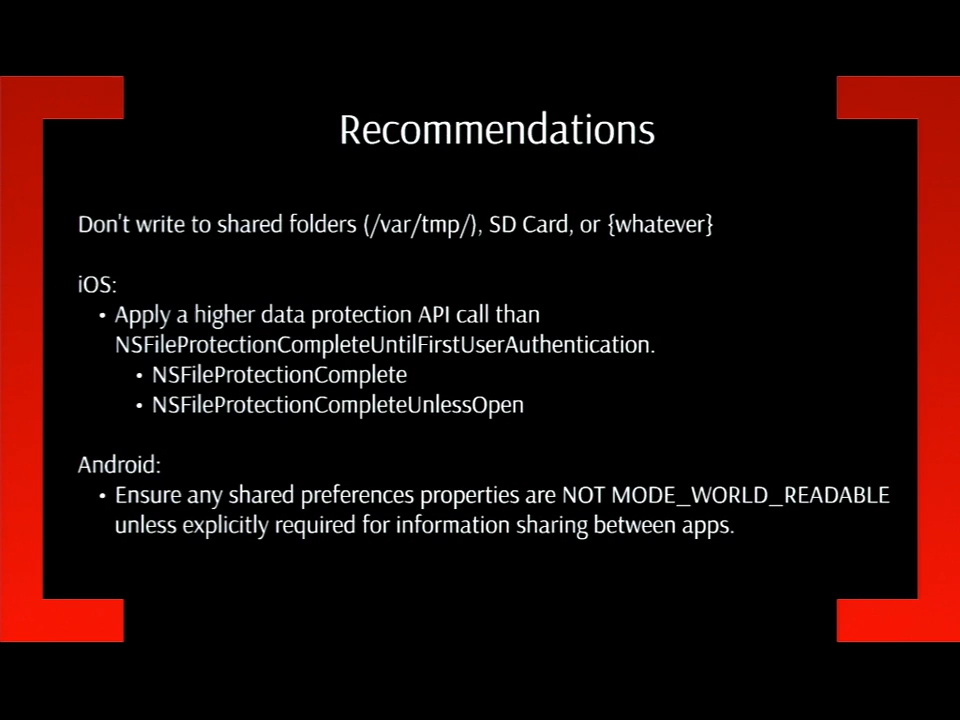 Recommendations
Don't write to shared folders (/var/tmp/), SD Card, or {whatever}
iOS:
• Apply a higher data protection API call than
NSFileProtectionCompleteUntilFirstUserAuthentication.
• NSFileProtectionComplete
• NSFileProtectionCompleteUnlessOpen
Android:
• Ensure any shared preferences properties are NOT MODE_WORLD_READABLE
unless explicitly required for information sharing between apps.